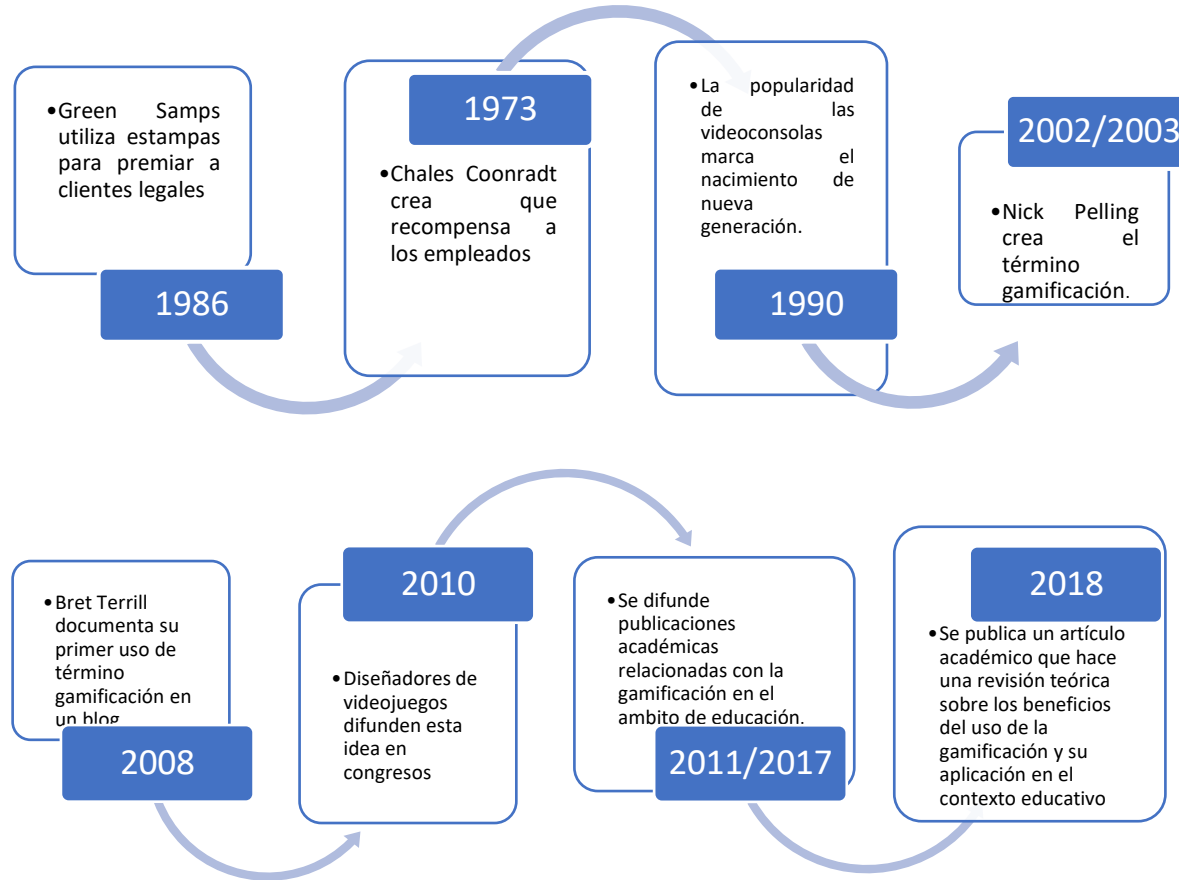 •Green Samps
utiliza estampas
para premiar a
clientes legales
1986
1973
•Chales Coonradt
crea que
recompensa a
los empleados
•La popularidad
de las
videoconsolas
marca el
nacimiento de
nueva
generación.
1990
2002/2003
•Nick Pelling
crea el
término
gamificación.
•Bret Terrill
documenta su
primer uso de
término
gamificación en
un blog
2008
2010
•Diseñadores de
videojuegos
difunden esta
idea en
congresos
•Se difunde
publicaciones
académicas
relacionadas con la
gamificación en el
ambito de educación.
2011/2017
2018
•Se publica un artículo
académico que hace
una revisión teórica
sobre los beneficios
del uso de la
gamificación y su
aplicación en el
contexto educativo